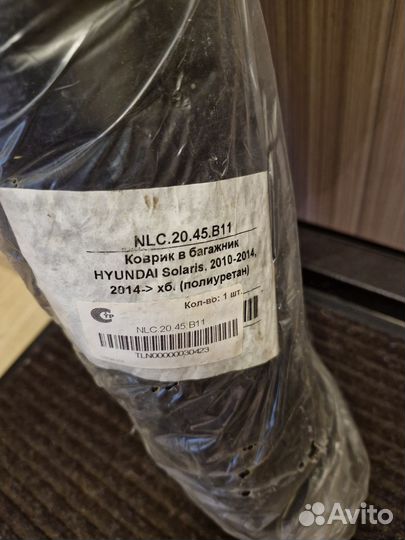 NLC.20.45.B11
Коврик в багажник
HYUNDAI Solaris, 2010-2014,
2014-> хб. (полиуретан)
Кол-во: 1 шт.
NLC.20.45.B11
TLN00000030423
Avito